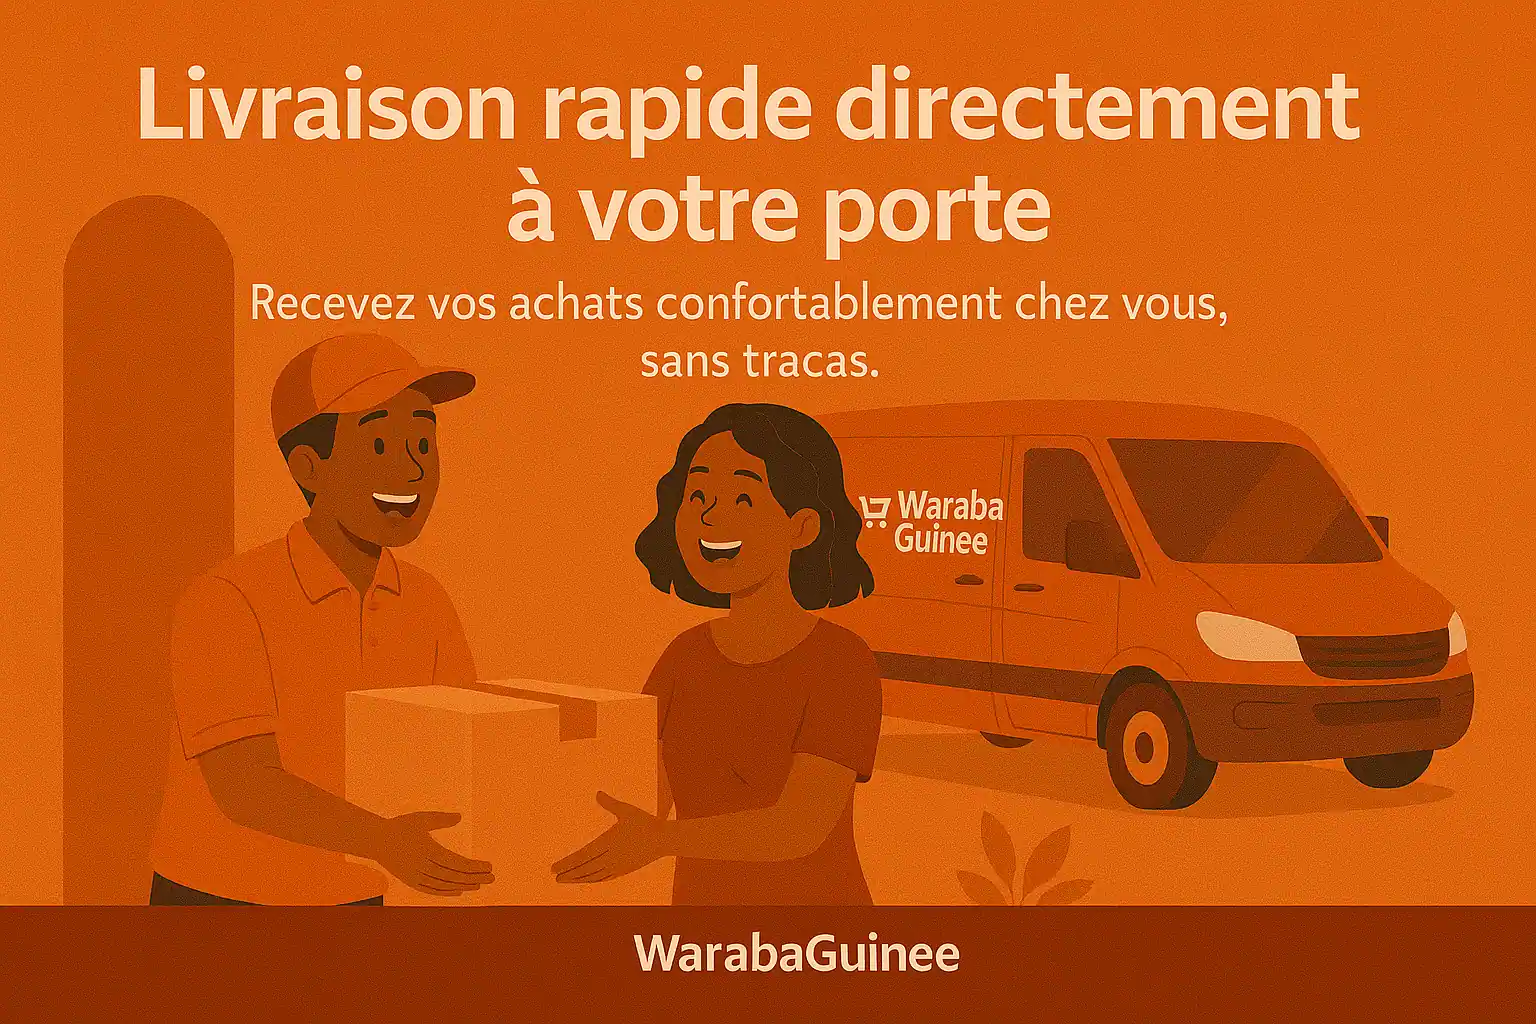 Livraison rapide directement
à votre porte
Recevez vos achats confortablement chez vous,
sans tracas.
Waraba
Guinee
WarabaGuinee